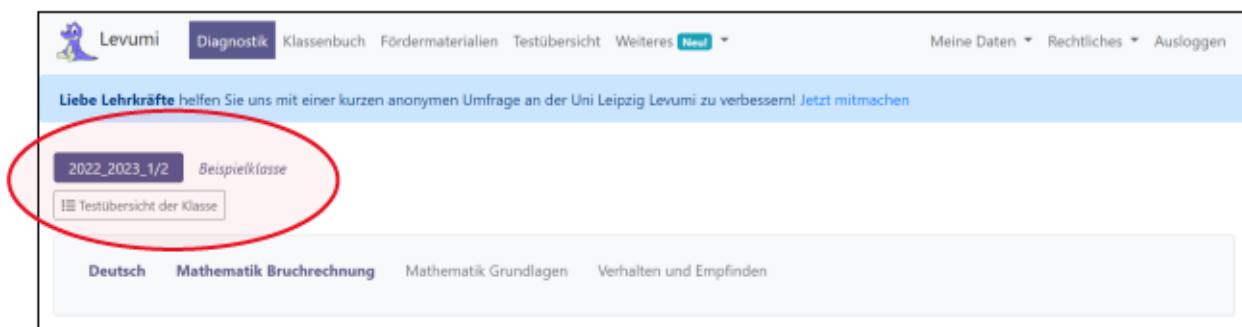 Levumi Diagnostik Klassenbuch Fördermaterialien Testübersicht Weiteres Neu! Meine Daten Rechtliches Ausloggen
Liebe Lehrkräfte helfen Sie uns mit einer kurzen anonymen Umfrage an der Uni Leipzig Levumi zu verbessern! Jetzt mitmachen
2022_2023_1/2 Beispielklasse
Testübersicht der Klasse
Deutsch Mathematik Bruchrechnung Mathematik Grundlagen Verhalten und Empfinden